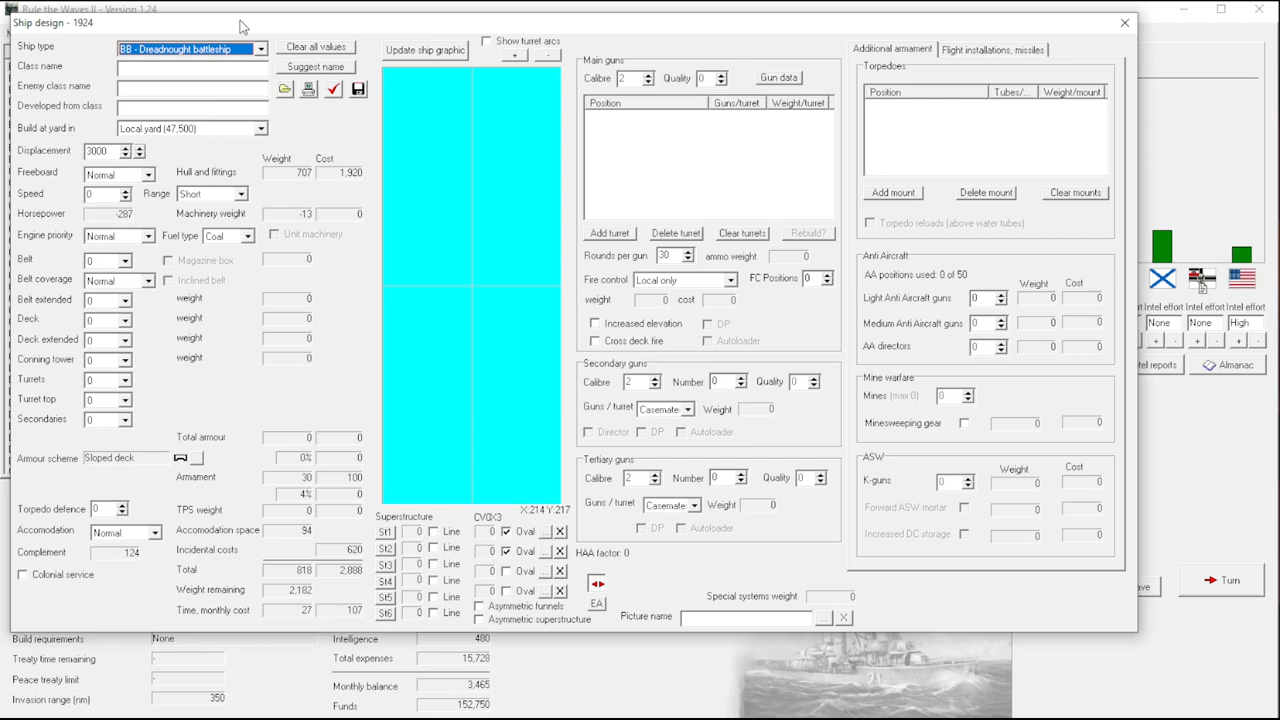 Rule the Waves II - Version 1.24
Ship design - 1924
Ship type BB - Dreadnought battleship Clear all values
Class name Suggest name
Enemy class name
Developed from class
Build at yard in Local yard (47,500)
Displacement 3000
Weight Cost
Freeboard Normal Hull and fittings 707 1,920
Speed 0 Range Short
Horsepower -287 Machinery weight -13 0
Engine priority Normal Fuel type Coal Unit machinery
Belt 0 Magazine box 0
Belt coverage Normal Inclined belt
Belt extended 0 weight 0
Deck 0 weight 0
Deck extended 0 weight 0
Conning tower 0 weight 0
Turrets 0
Turret top 0
Secondaries 0
Total armour 0 0
Armour scheme Sloped deck 0% 0
Armament 30 100
4% 0
Torpedo defence 0 TPS weight 0 0
Accomodation Normal Accomodation space 94
Complement 124 Incidental costs 620
Colonial service Total 818 2,888
Weight remaining 2,182
Time, monthly cost 27 107
Update ship graphic Show turret arcs
+ -
X:214 Y:217
Superstructure CV0X3
St1 0 Line 0 Oval ... X
St2 0 Line 0 Oval ... X
St3 0 Line 0 Oval ... X
St4 0 Line 0 Oval ... X
St5 0 Line Asymmetric funnels
St6 0 Line Asymmetric superstructure
Main guns
Calibre 2 Quality 0 Gun data
Position Guns/turret Weight/turret
Add turret Delete turret Clear turrets Rebuild?
Rounds per gun 30 ammo weight 0
Fire control Local only FC Positions 0
weight 0 cost 0
Increased elevation DP
Cross deck fire Autoloader
Secondary guns
Calibre 2 Number 0 Quality 0
Guns / turret Casemate: Weight 0
Director DP Autoloader
Tertiary guns
Calibre 2 Number 0 Quality 0
Guns / turret Casemate: Weight 0
DP Autoloader
HAA factor: 0
EA
Special systems weight 0
Picture name ... X
Additional armament Flight installations, missiles
Torpedoes
Position Tubes/... Weight/mount
Add mount Delete mount Clear mounts
Torpedo reloads (above water tubes)
Anti Aircraft
AA positions used: 0 of 50
Weight Cost
Light Anti Aircraft guns 0 0 0
Medium Anti Aircraft guns 0 0 0
AA directors 0 0 0
Mine warfare
Mines (max 0) 0
Minesweeping gear 0 0
ASW
Weight Cost
K-guns 0 0 0
Forward ASW mortar 0 0
Increased DC storage 0 0
Intel effort Intel effort Intel effort
None None High
+ - + - + -
tel reports Almanac
ave Turn
Build requirements None Intelligence 480
Treaty time remaining - Total expenses 15,728
Peace treaty limit - Monthly balance 3,465
Invasion range (nm) 350 Funds 152,750